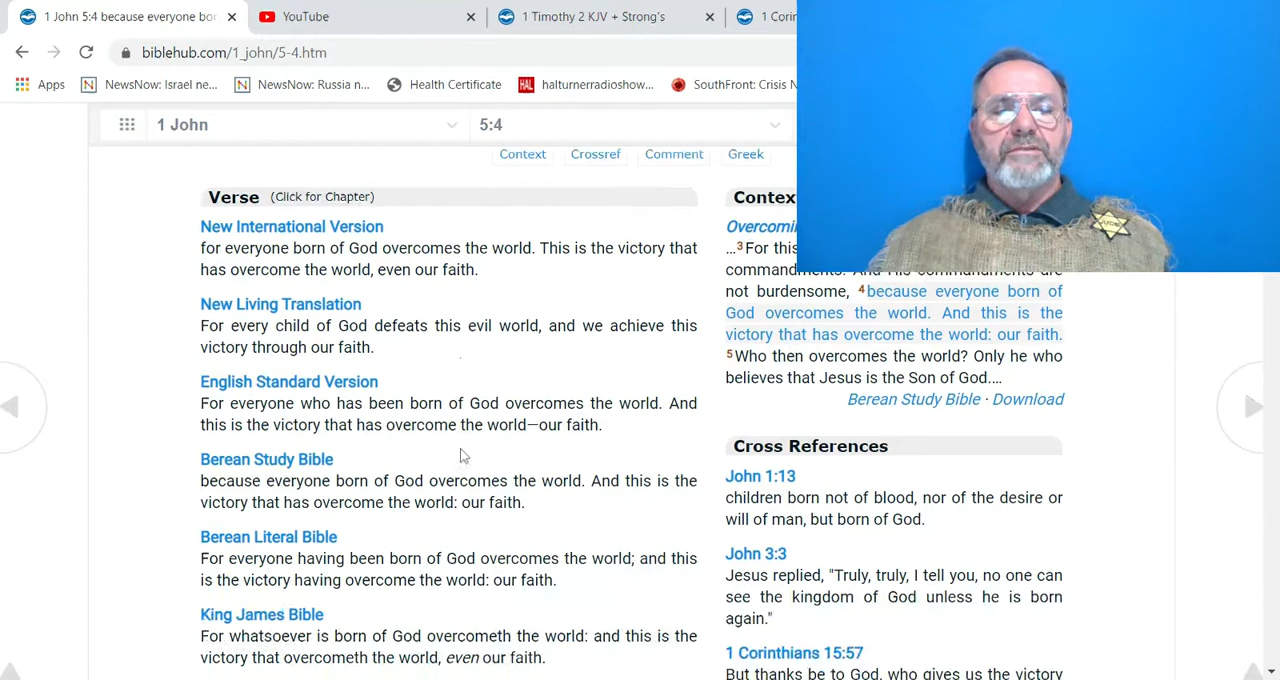 1 John 5:4 because everyone bor
YouTube
1 Timothy 2 KJV + Strong's
1 Corin
biblehub.com/1_john/5-4.htm
Apps
NewsNow: Israel ne...
NewsNow: Russia n...
Health Certificate
HAL
halturnerradioshow...
SouthFront: Crisis N
1 John
5:4
Context
Crossref
Comment
Greek
Verse (Click for Chapter)
New International Version
for everyone born of God overcomes the world. This is the victory that
has overcome the world, even our faith.
New Living Translation
For every child of God defeats this evil world, and we achieve this
victory through our faith.
English Standard Version
For everyone who has been born of God overcomes the world. And
this is the victory that has overcome the world—our faith.
Berean Study Bible
because everyone born of God overcomes the world. And this is the
victory that has overcome the world: our faith.
Berean Literal Bible
For everyone having been born of God overcomes the world; and this
is the victory having overcome the world: our faith.
King James Bible
For whatsoever is born of God overcometh the world: and this is the
victory that overcometh the world, even our faith.
Contex
Overcomi
...3For this
commandments. And His commandments are
not burdensome, 4because everyone born of
God overcomes the world. And this is the
victory that has overcome the world: our faith.
5Who then overcomes the world? Only he who
believes that Jesus is the Son of God....
Berean Study Bible · Download
Cross References
John 1:13
children born not of blood, nor of the desire or
will of man, but born of God.
John 3:3
Jesus replied, "Truly, truly, I tell you, no one can
see the kingdom of God unless he is born
again."
1 Corinthians 15:57
But thanks be to God, who gives us the victory